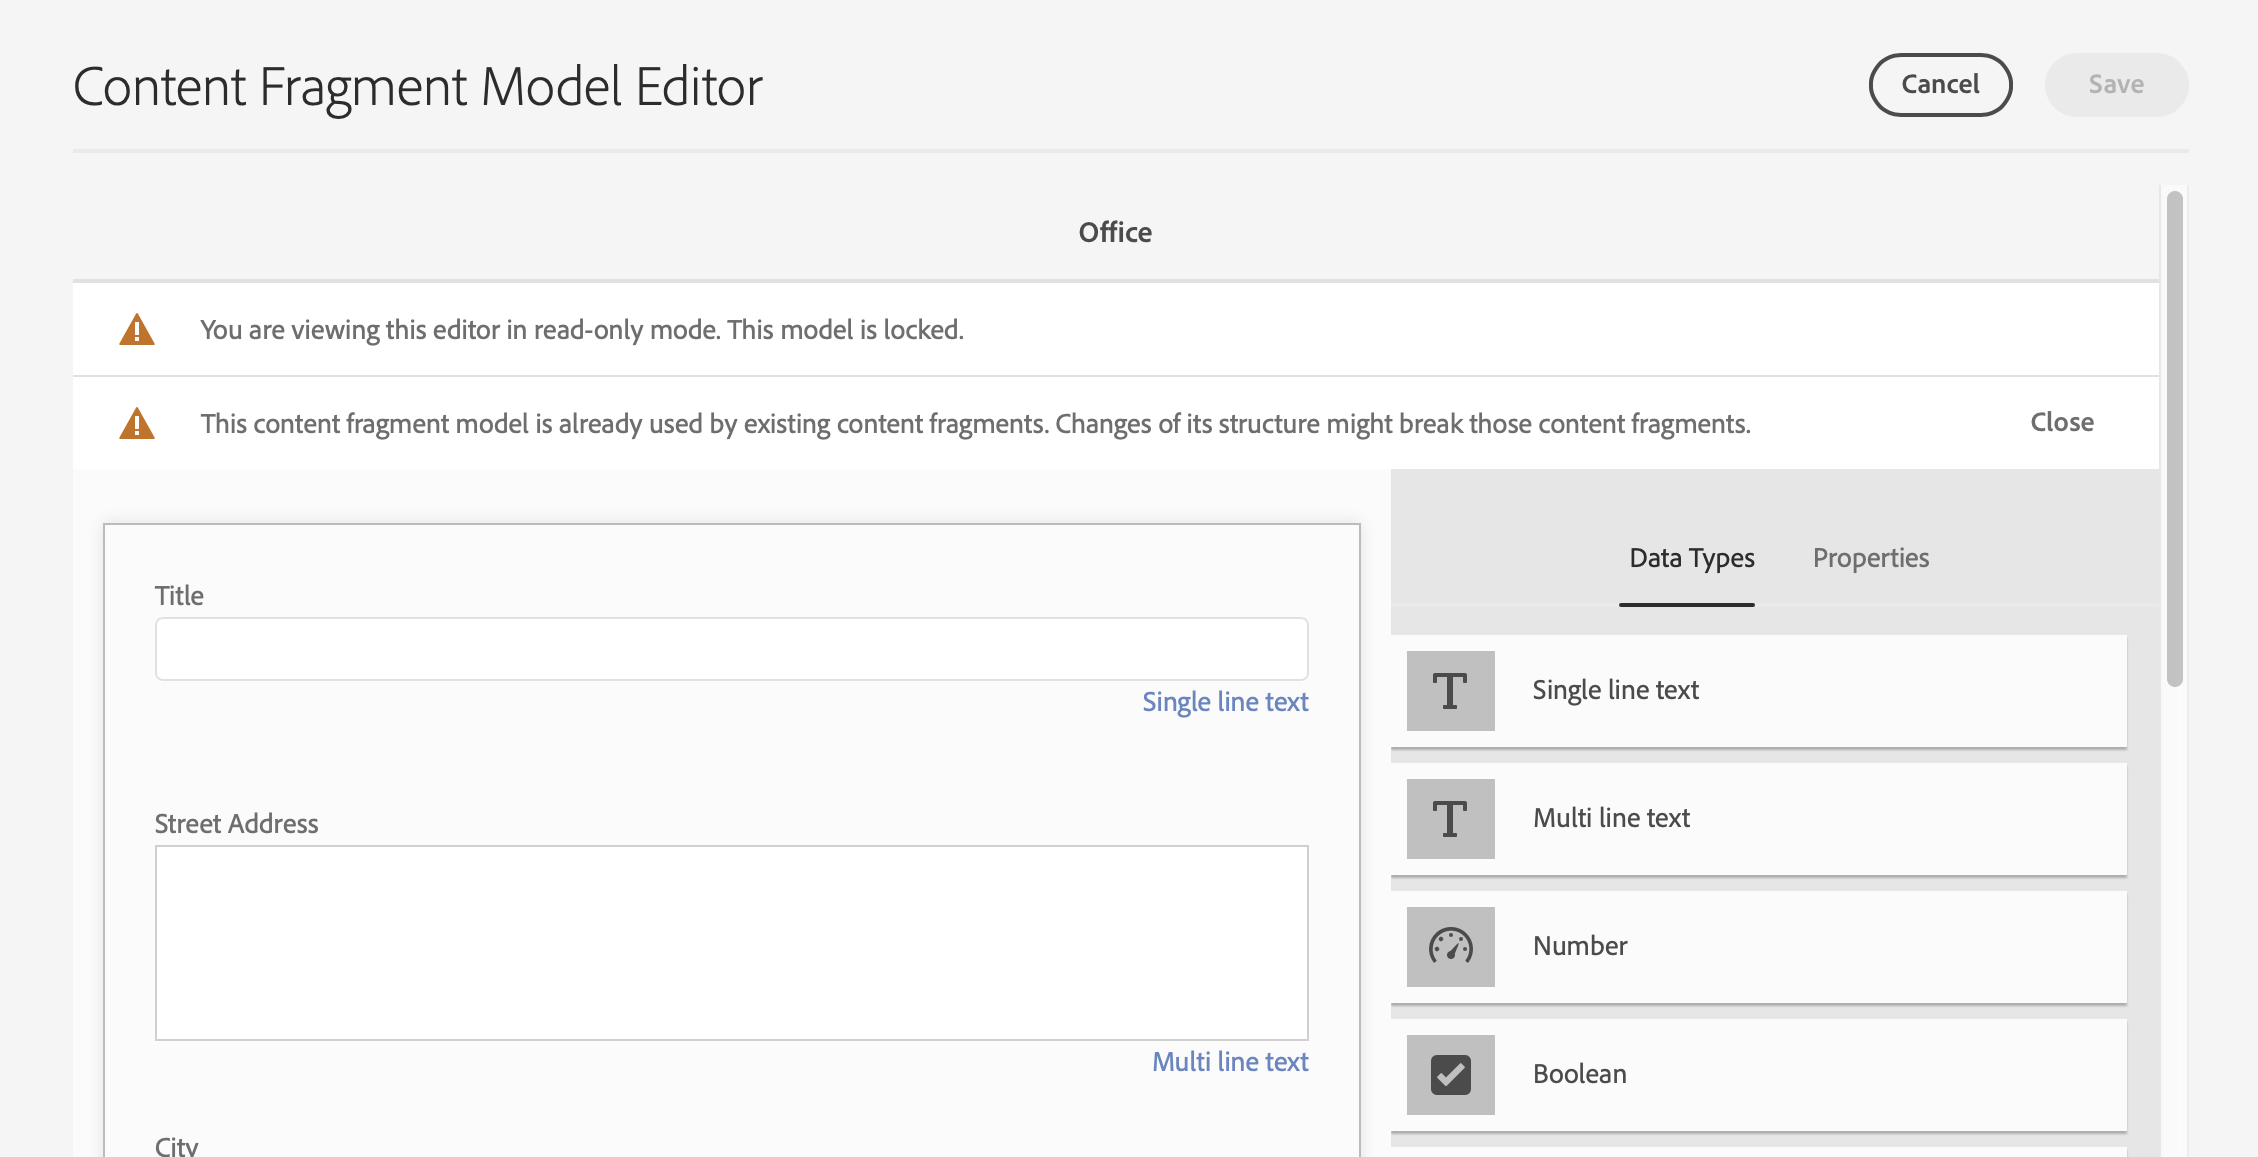 Content Fragment Model Editor
Cancel
Save
Office
You are viewing this editor in read-only mode. This model is locked.
This content fragment model is already used by existing content fragments. Changes of its structure might break those content fragments.
Close
Title
Single line text
Street Address
Multi line text
City
Data Types
Properties
Single line text
Multi line text
Number
Boolean